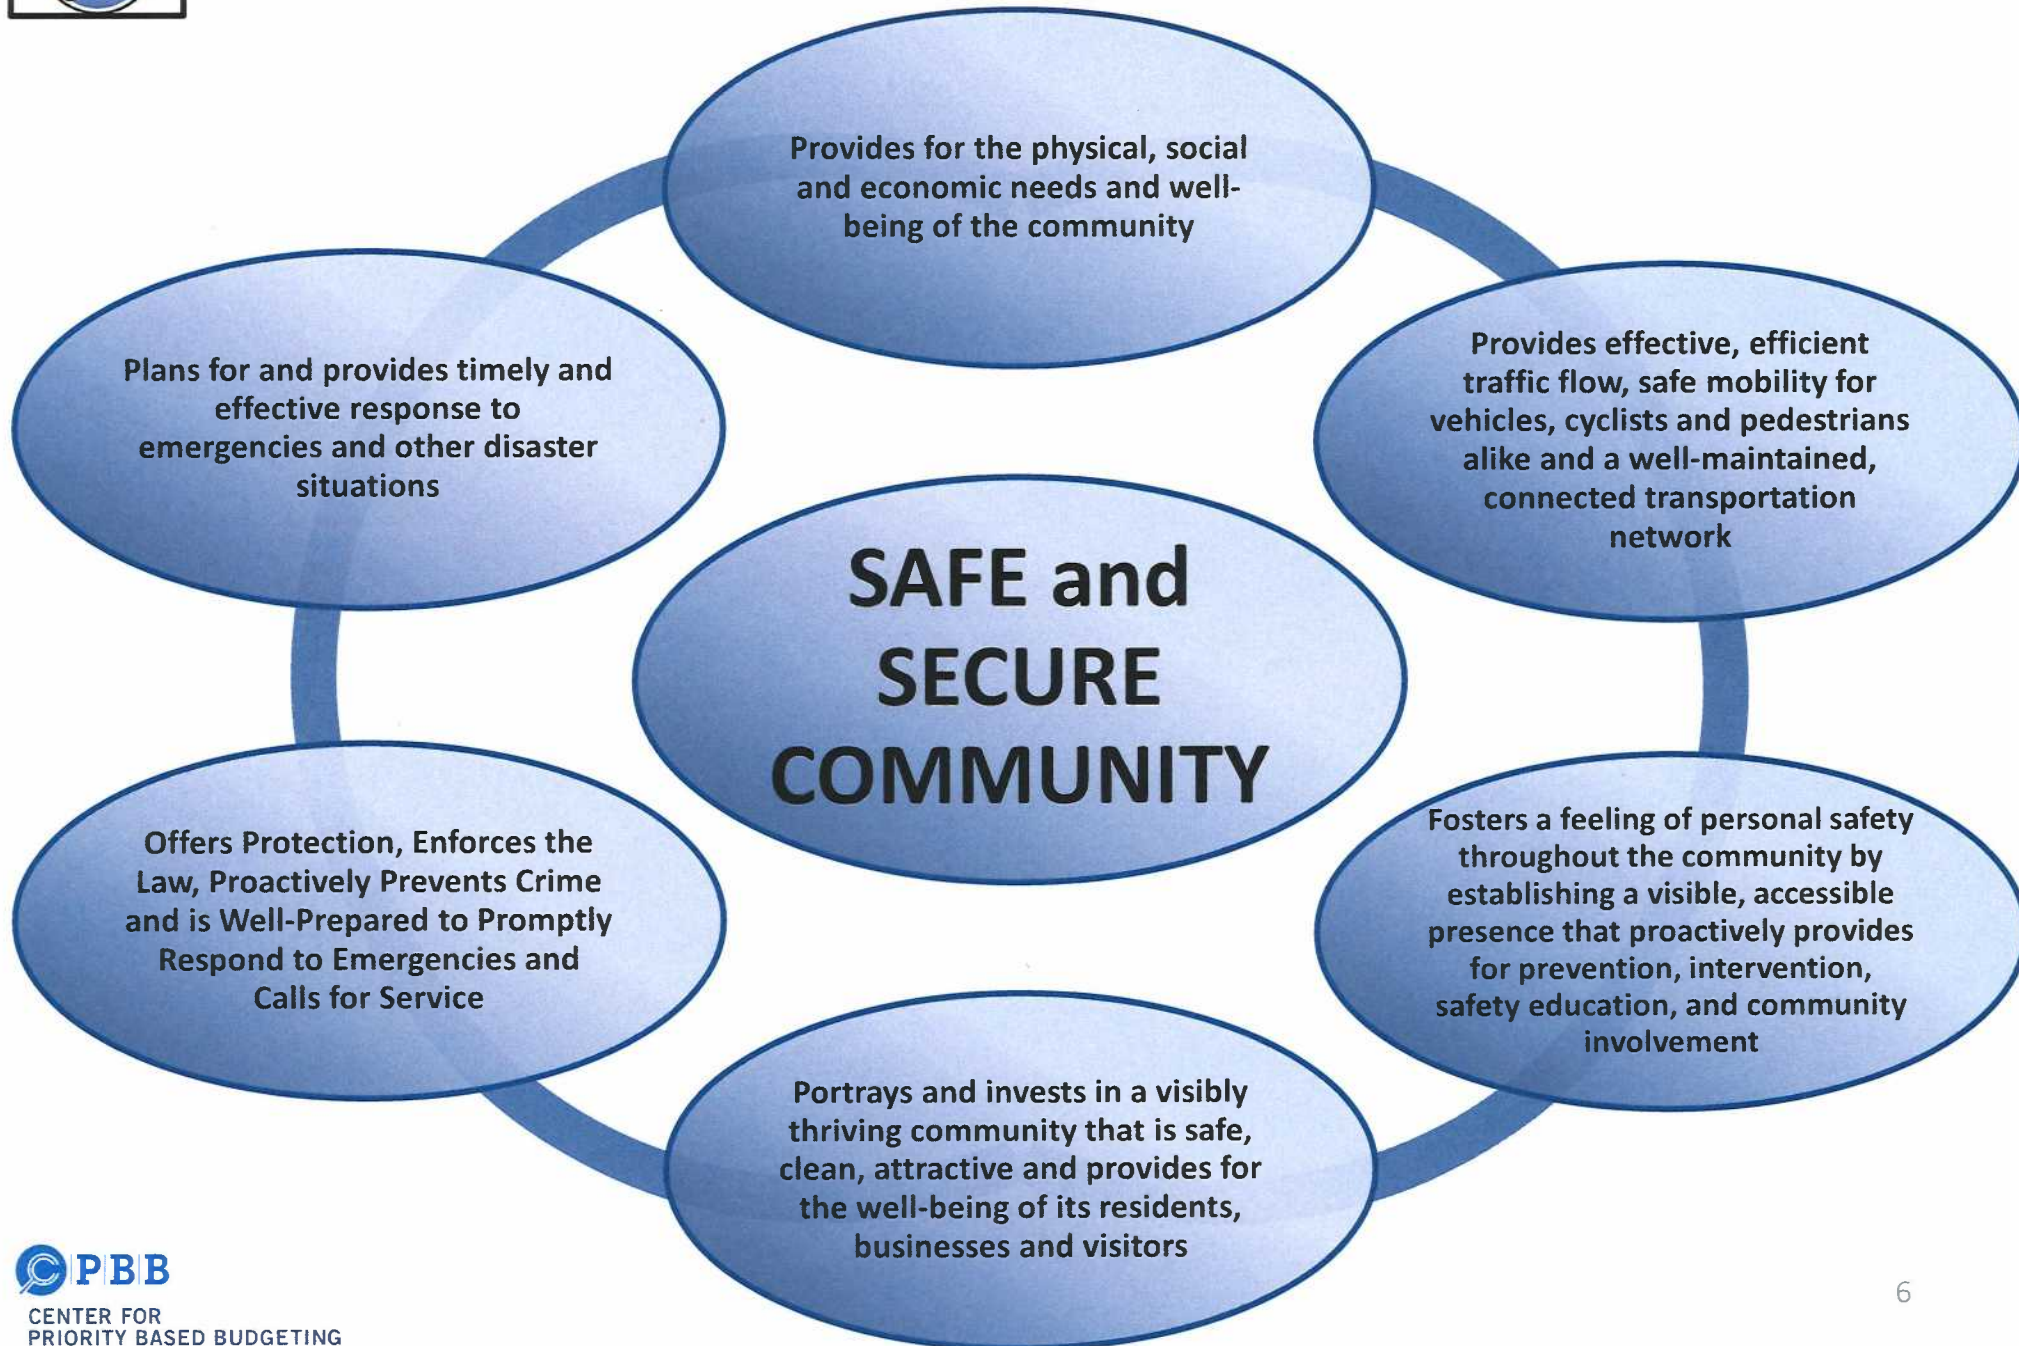 Provides for the physical, social
and economic needs and well-
being of the community
Provides effective, efficient
traffic flow, safe mobility for
vehicles, cyclists and pedestrians
alike and a well-maintained,
connected transportation
network
Fosters a feeling of personal safety
throughout the community by
establishing a visible, accessible
presence that proactively provides
for prevention, intervention,
safety education, and community
involvement
Portrays and invests in a visibly
thriving community that is safe,
clean, attractive and provides for
the well-being of its residents,
businesses and visitors
Offers Protection, Enforces the
Law, Proactively Prevents Crime
and is Well-Prepared to Promptly
Respond to Emergencies and
Calls for Service
Plans for and provides timely and
effective response to
emergencies and other disaster
situations
SAFE and
SECURE
COMMUNITY
PBB
CENTER FOR
PRIORITY BASED BUDGETING
6